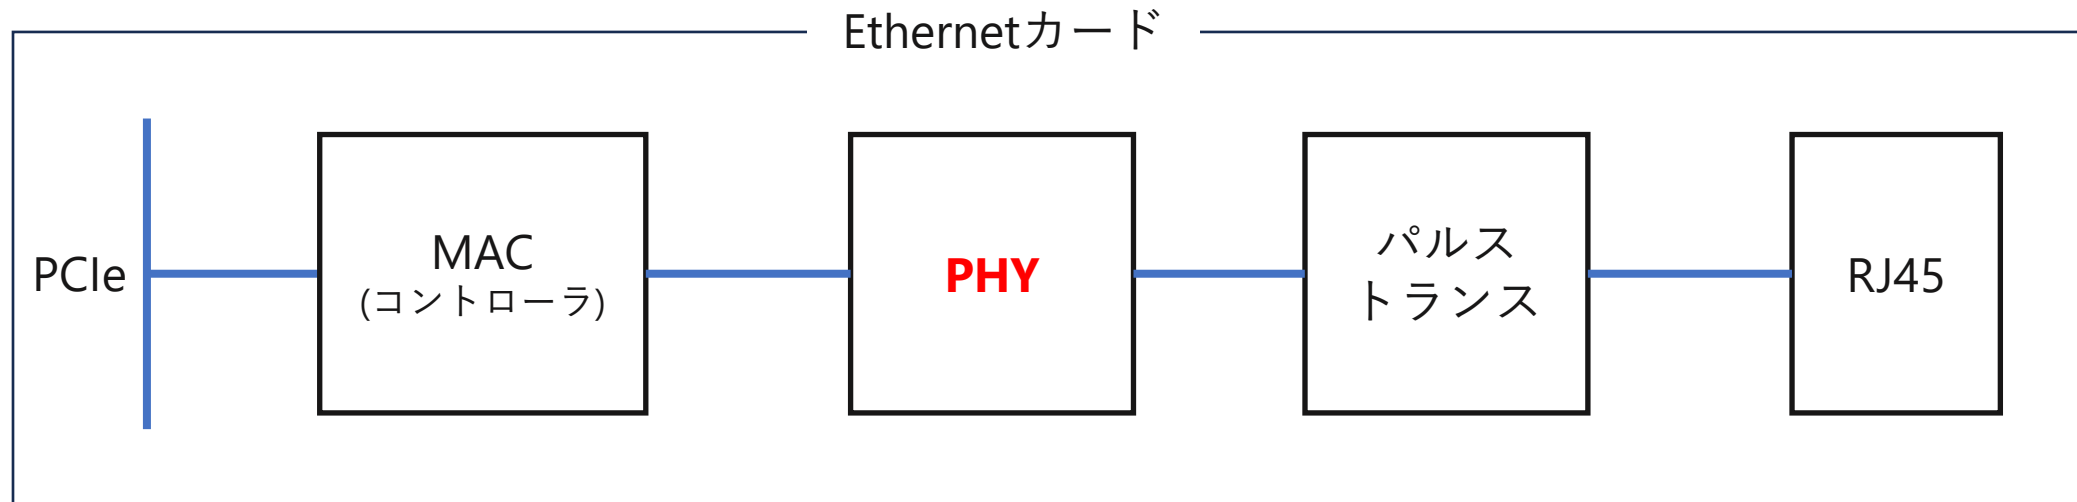 Ethernetカード
PCIe
MAC
(コントローラ)
PHY
パルス
トランス
RJ45